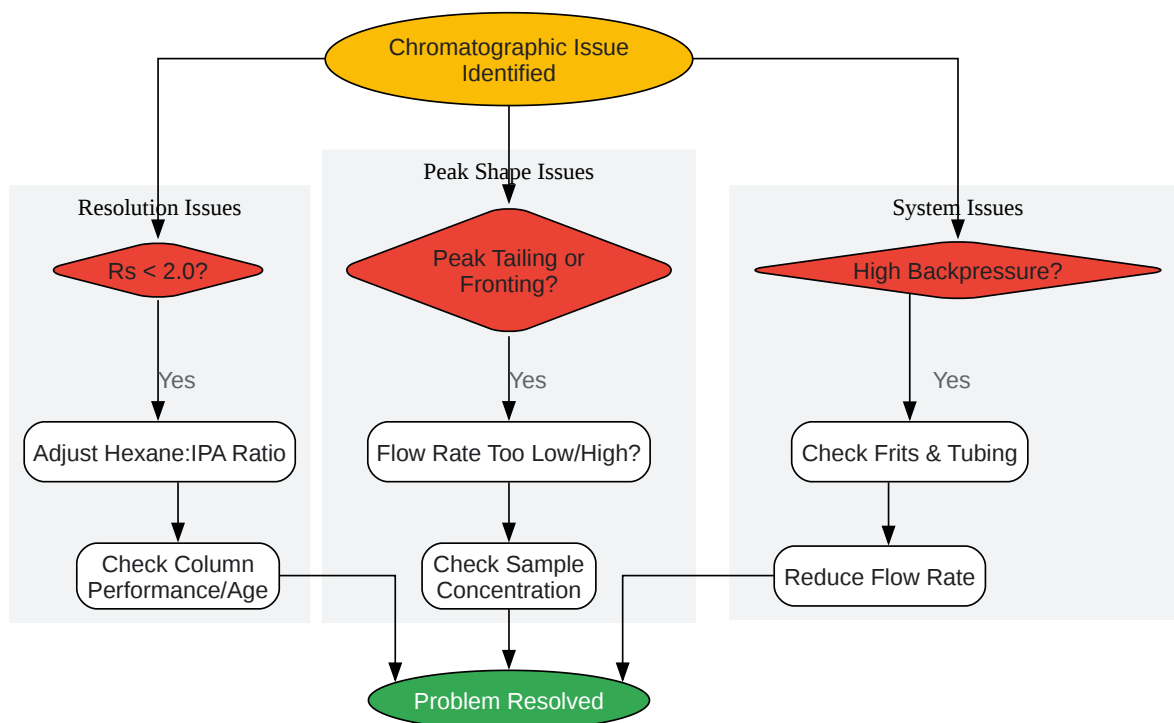 Chromatographic Issue
Identified
Peak Shape Issues
Resolution Issues
System Issues
Rs < 2.0?
Peak Tailing or
Fronting?
High Backpressure?
Yes
Yes
Yes
Adjust Hexane:IPA Ratio
Flow Rate Too Low/High?
Check Frits & Tubing
Check Column
Performance/Age
Check Sample
Concentration
Reduce Flow Rate
Problem Resolved